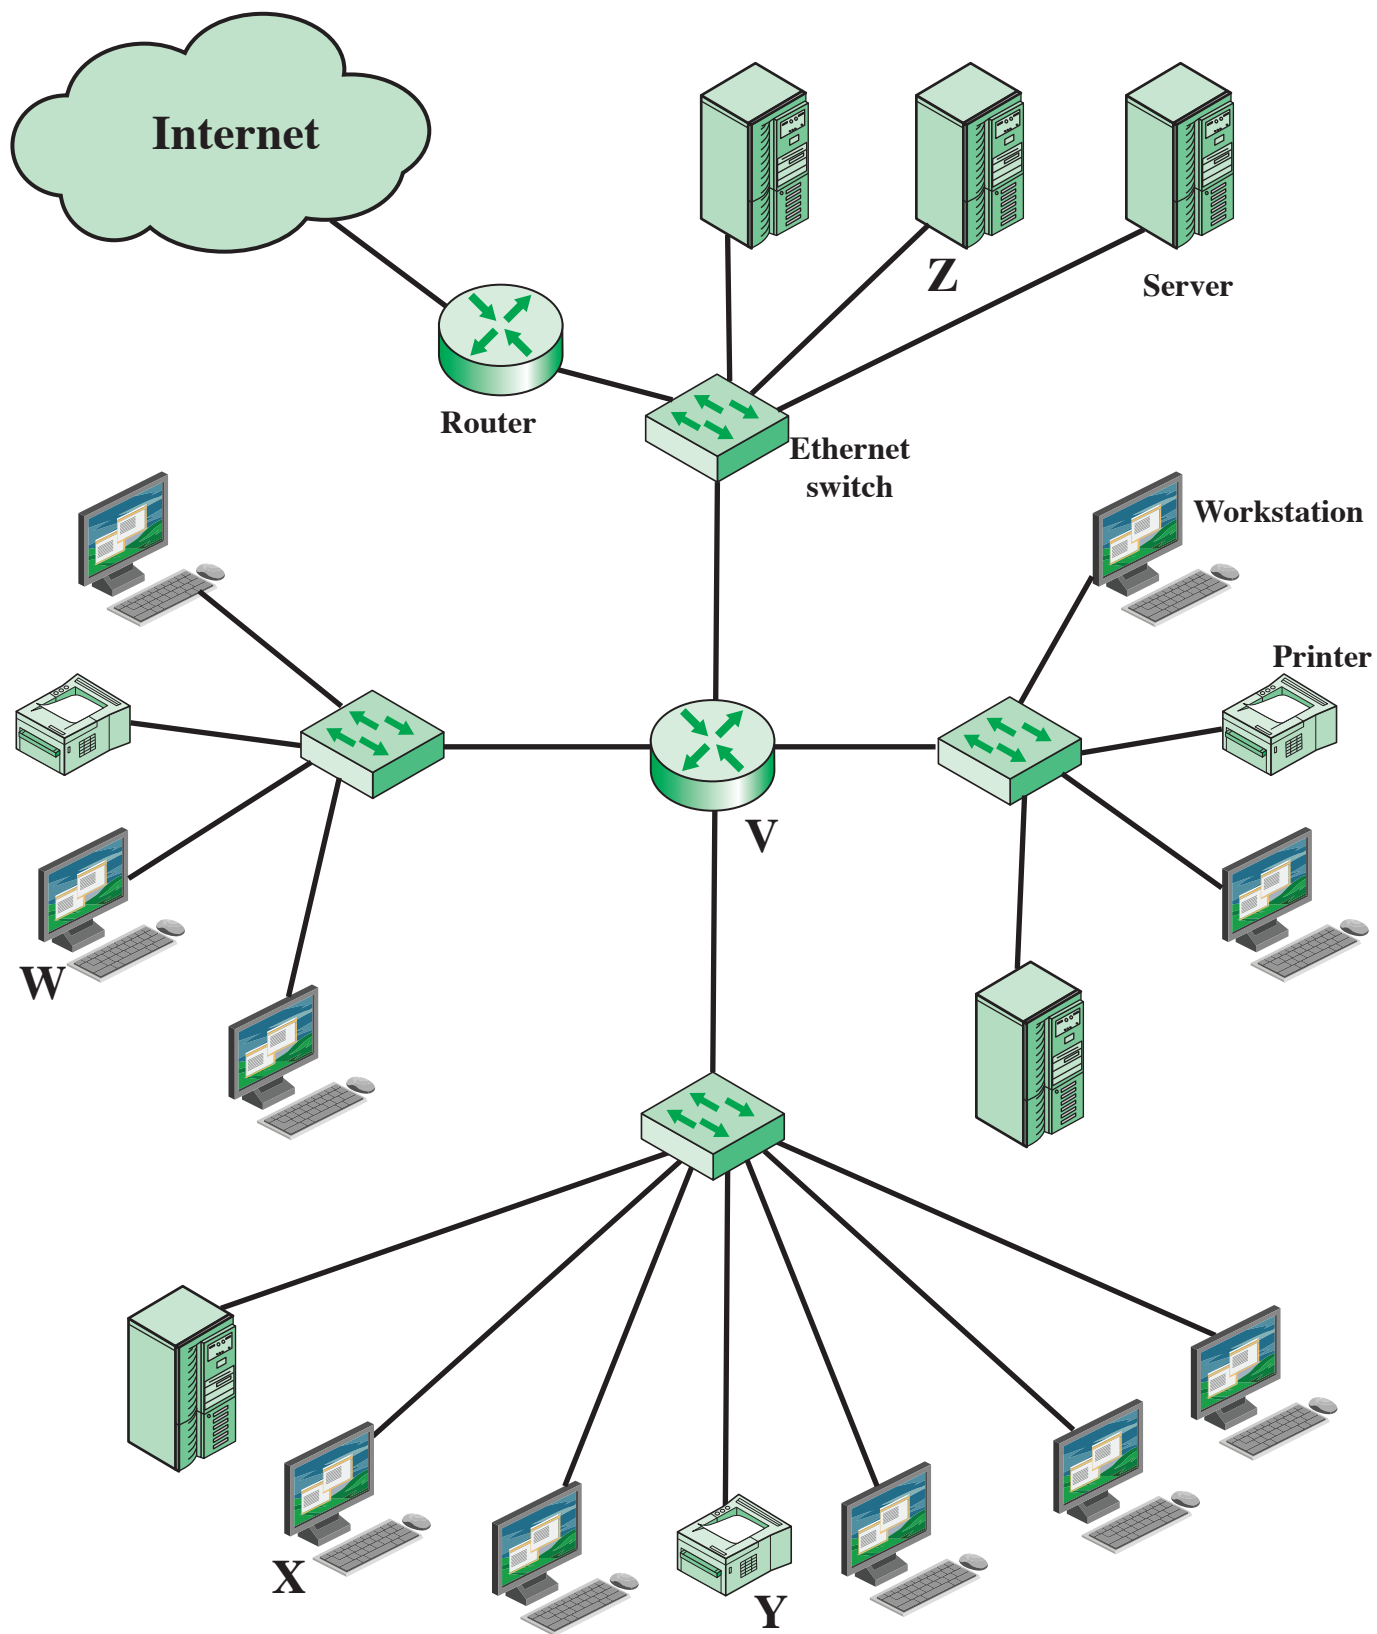 Internet
Z
Server
Router
Ethernet
switch
Workstation
Printer
V
W
X
Y